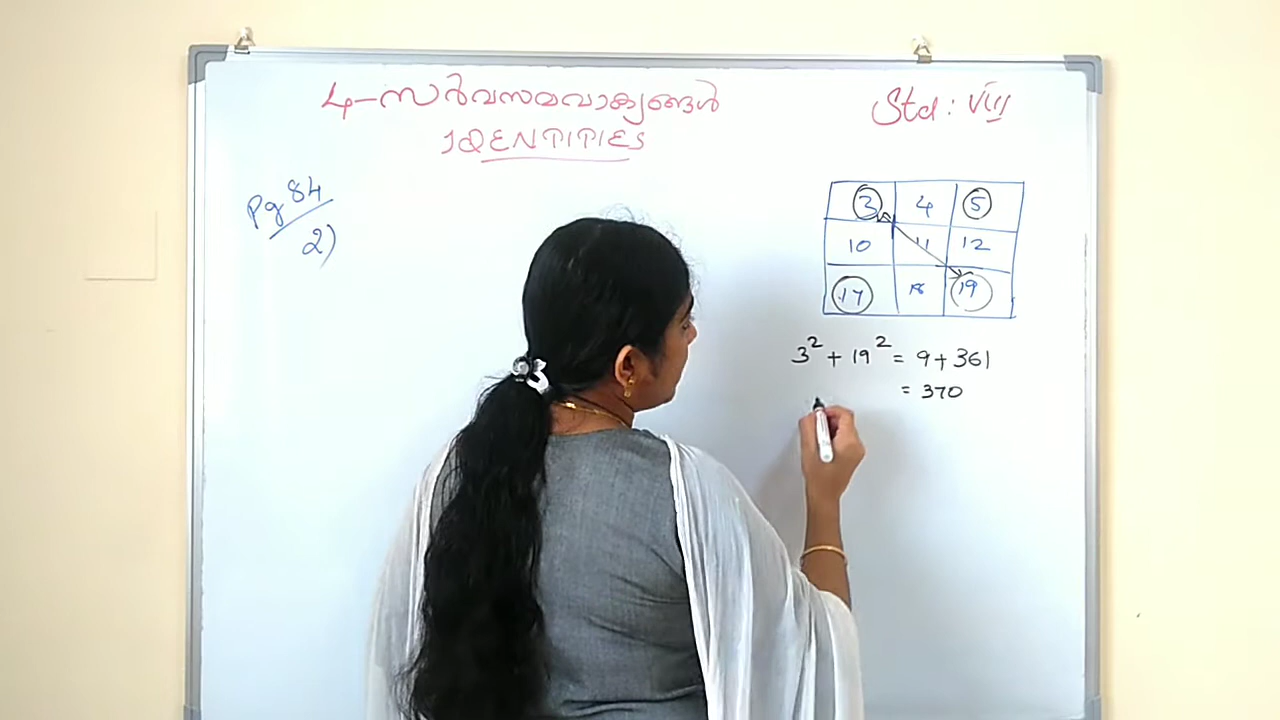 4-സർവസമവാക്യങ്ങൾ
IDENTITIES
Std: VIII
Pg 84
2)
3 4 5
10 11 12
17 18 19
3² + 19² = 9 + 361
= 370